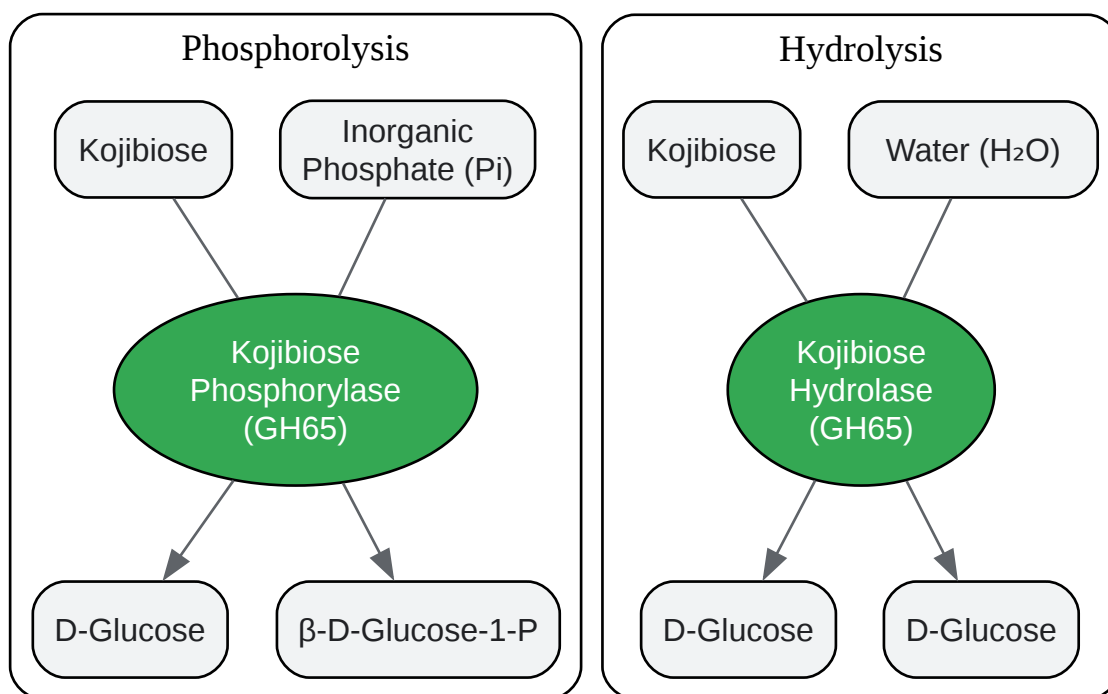 Phosphorolysis
Kojibiose
Inorganic
Phosphate (Pi)
Kojibiose
Phosphorylase
(GH65)
D-Glucose
β-D-Glucose-1-P
Hydrolysis
Kojibiose
Water (H₂O)
Kojibiose
Hydrolase
(GH65)
D-Glucose
D-Glucose